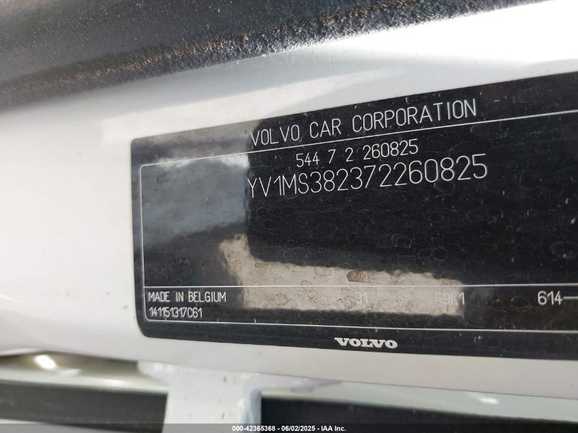 VOLVO CAR CORPORATION
544 7 2 260825
YV1MS382372260825
MADE IN BELGIUM
141151317C61
614
VOLVO
000-42365368 - 06/02/2025 - IAA Inc.